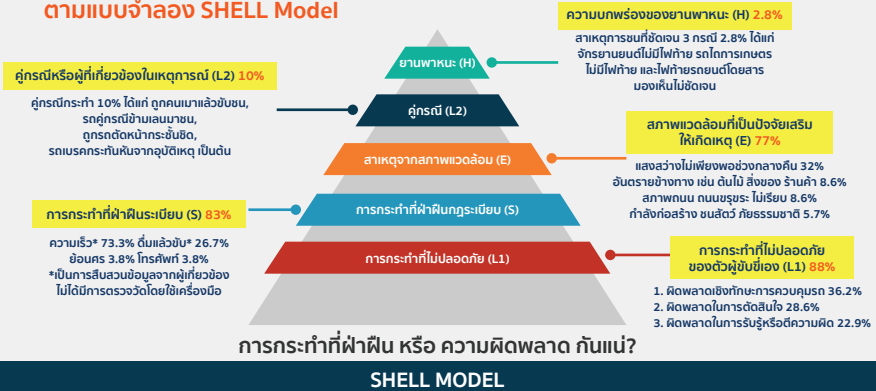 ตามแบบจำลอง SHELL Model
ความบกพร่องของยานพาหนะ (H) 2.8%
สาเหตุการชนที่ชัดเจน 3 กรณี 2.8% ได้แก่
จักรยานยนต์ไม่มีไฟท้าย รถไถการเกษตร
ไม่มีไฟท้าย และไฟท้ายรถยนต์โดยสาร
มองเห็นไม่ชัดเจน
ยานพาหนะ (H)
คู่กรณีหรือผู้ที่เกี่ยวข้องในเหตุการณ์ (L2) 10%
คู่กรณีกระทำ 10% ได้แก่ ถูกคนเมาแล้วขับชน,
รถคู่กรณีข้ามเลนมาชน,
ถูกรถตัดหน้ากระชั้นชิด,
รถเบรคกระทันหันจากอุบัติเหตุ เป็นต้น
คู่กรณี (L2)
สภาพแวดล้อมที่เป็นปัจจัยเสริม
ให้เกิดเหตุ (E) 77%
แสงสว่างไม่เพียงพอช่วงกลางคืน 32%
อันตรายข้างทาง เช่น ต้นไม้ สิ่งของ ร้านค้า 8.6%
สภาพถนน ถนนขรุขระ ไม่เรียบ 8.6%
กำลังก่อสร้าง ชนสัตว์ ภัยธรรมชาติ 5.7%
สาเหตุจากสภาพแวดล้อม (E)
การกระทำที่ฝ่าฝืนระเบียบ (S) 83%
ความเร็ว* 73.3% ดื่มแล้วขับ* 26.7%
ย้อนศร 3.8% โทรศัพท์ 3.8%
*เป็นการสืบสวนข้อมูลจากผู้เกี่ยวข้อง
ไม่ได้มีการตรวจวัดโดยใช้เครื่องมือ
การกระทำที่ฝ่าฝืนกฎระเบียบ (S)
การกระทำที่ไม่ปลอดภัย (L1)
การกระทำที่ไม่ปลอดภัย
ของตัวผู้ขับขี่เอง (L1) 88%
1. ผิดพลาดเชิงทักษะการควบคุมรถ 36.2%
2. ผิดพลาดในการตัดสินใจ 28.6%
3. ผิดพลาดในการรับรู้หรือตีความผิด 22.9%
การกระทำที่ฝ่าฝืน หรือ ความผิดพลาด กันแน่?
SHELL MODEL